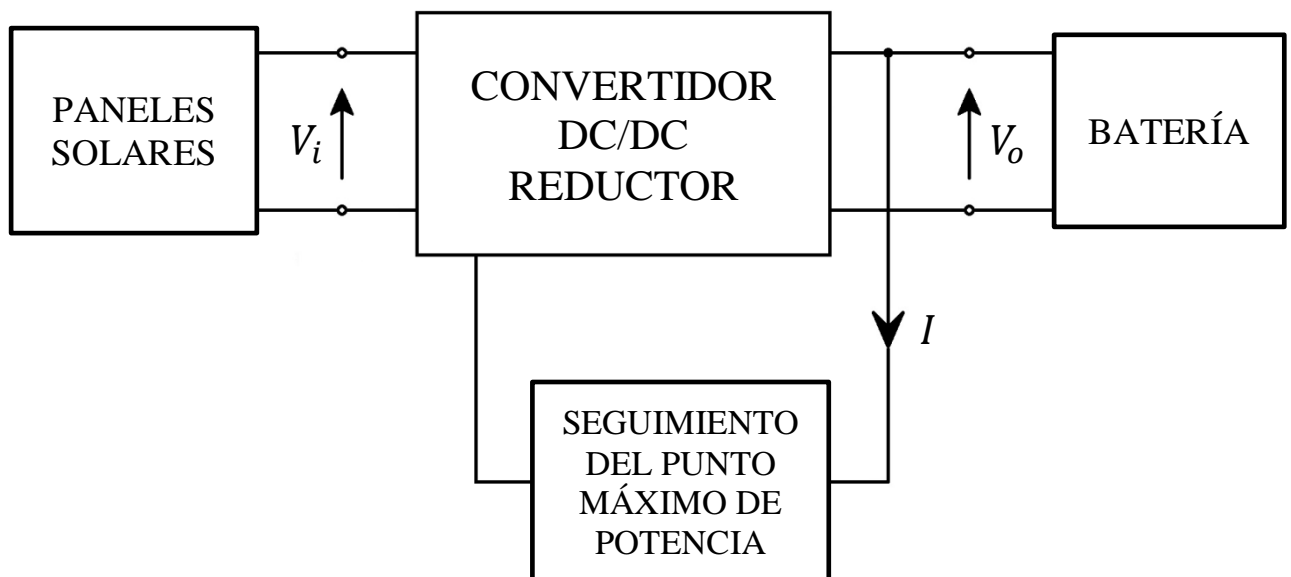 PANELES
SOLARES
V_i
CONVERTIDOR
DC/DC
REDUCTOR
V_o
BATERÍA
I
SEGUIMIENTO
DEL PUNTO
MÁXIMO DE
POTENCIA